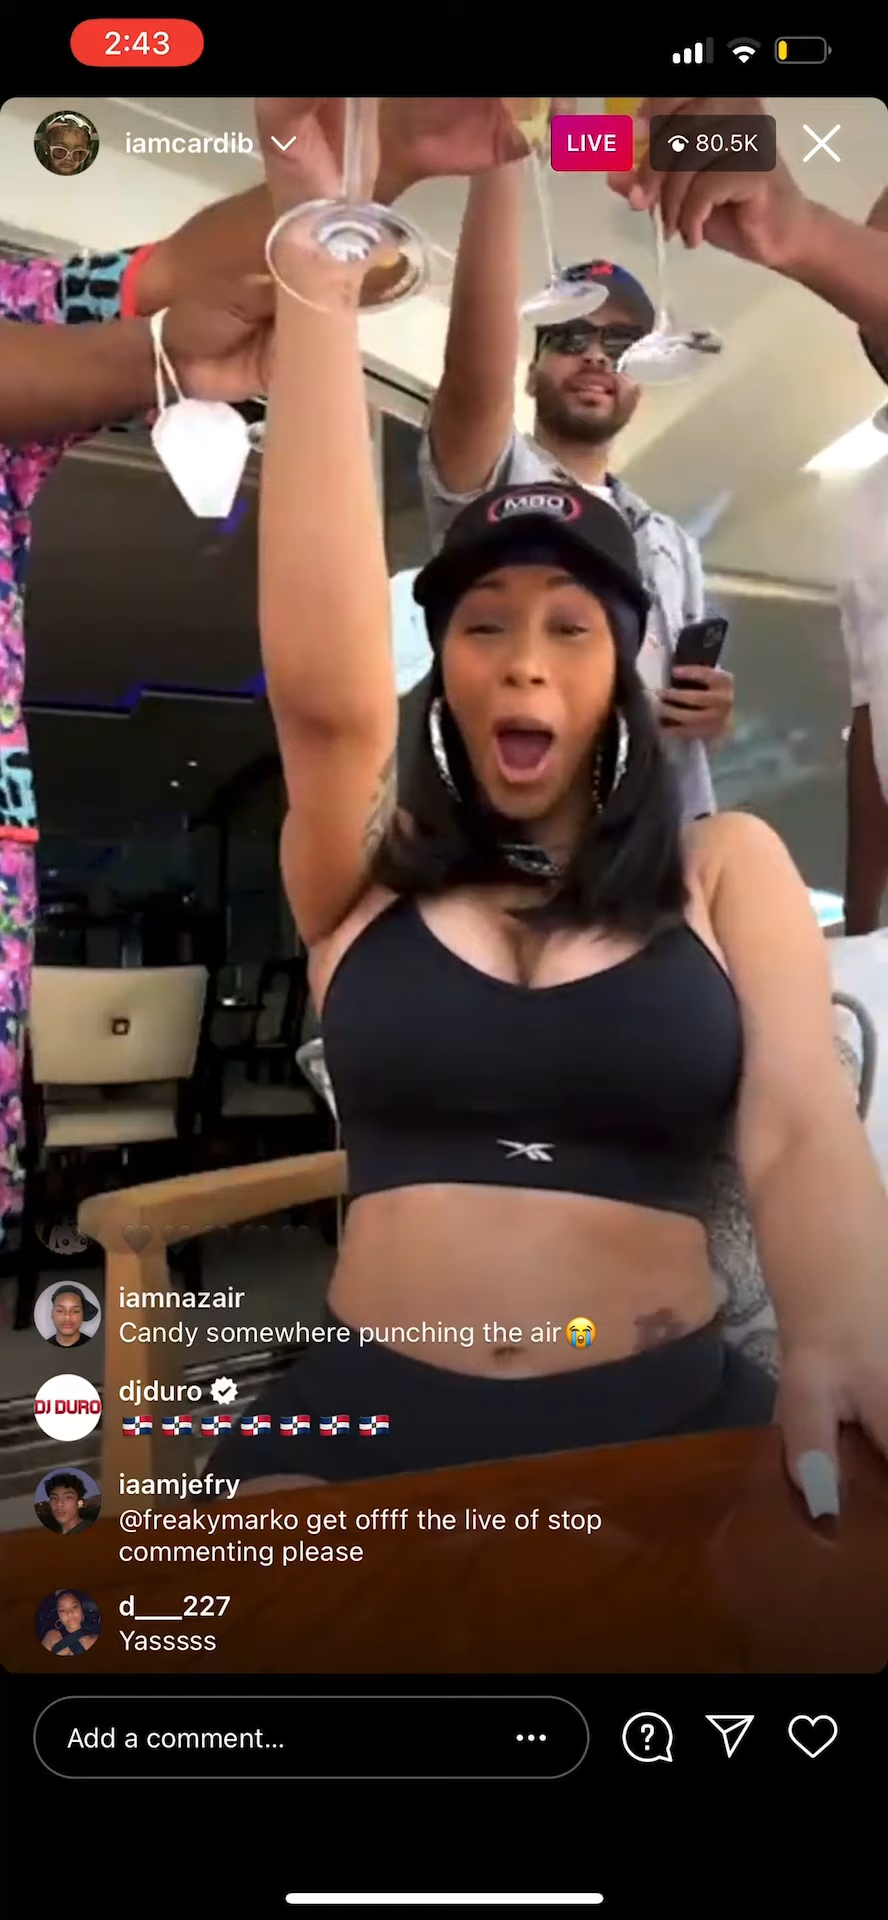 2:43
iamcardib
LIVE
80.5K
iamnazair
Candy somewhere punching the air😭
DJ DURO
djduro
🇩🇴 🇩🇴 🇩🇴 🇩🇴 🇩🇴 🇩🇴 🇩🇴
iaamjefry
@freakymarko get offff the live of stop
commenting please
d___227
Yasssss
Add a comment...